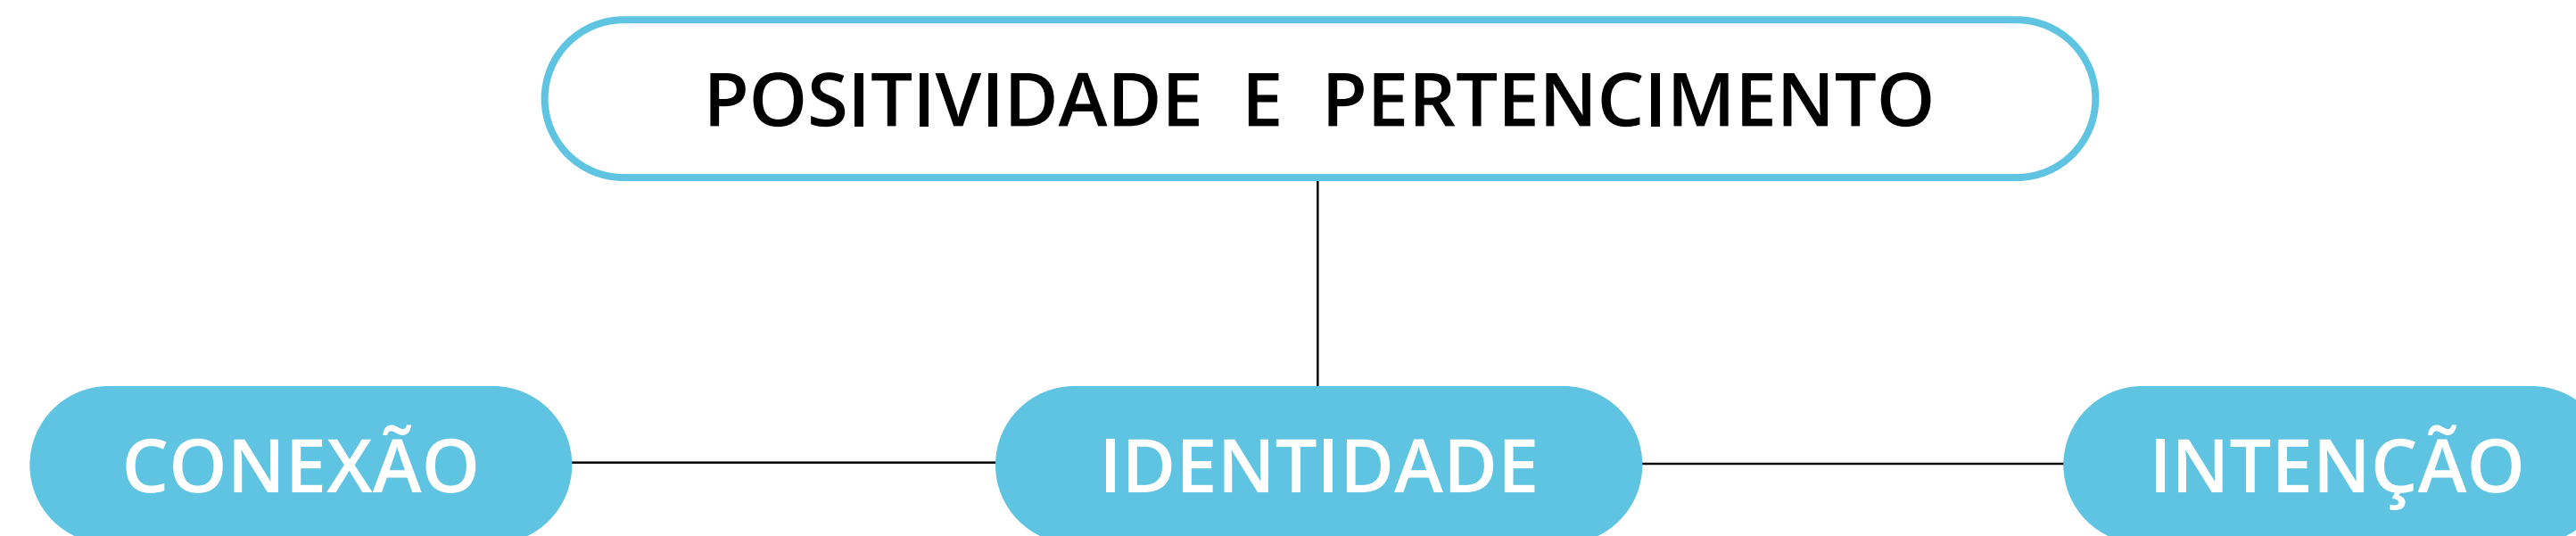 POSITIVIDADE E PERTENCIMENTO
CONEXÃO
IDENTIDADE
INTENÇÃO